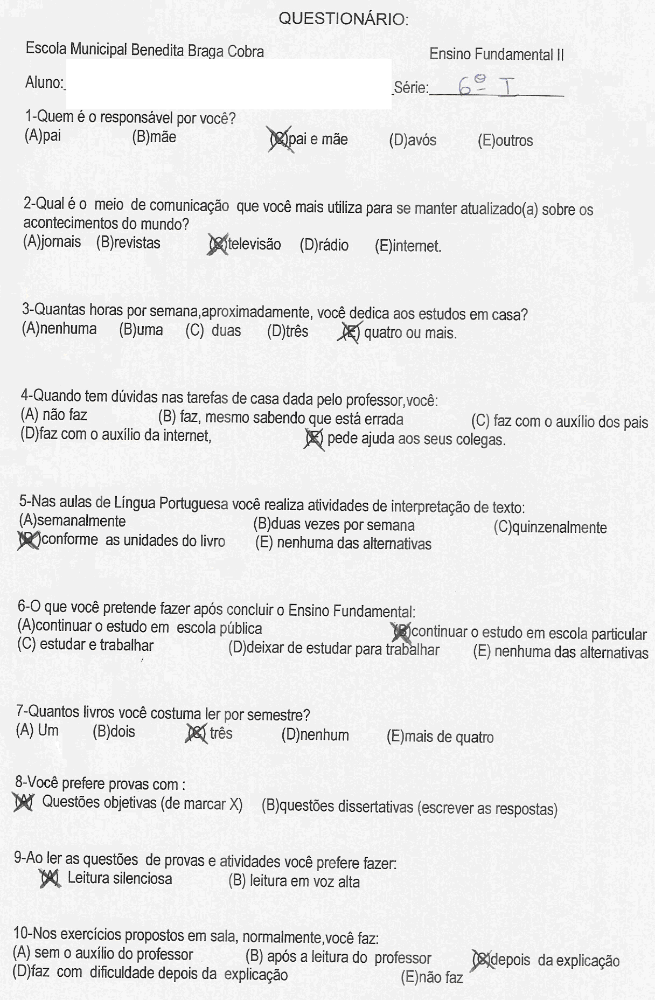 QUESTIONÁRIO:
Escola Municipal Benedita Braga Cobra Ensino Fundamental II
Aluno:_ _Série: 6º I
1-Quem é o responsável por você?
(A)pai (B)mãe (C)pai e mãe (D)avós (E)outros
2-Qual é o meio de comunicação que você mais utiliza para se manter atualizado(a) sobre os
acontecimentos do mundo?
(A)jornais (B)revistas (C)televisão (D)rádio (E)internet.
3-Quantas horas por semana,aproximadamente, você dedica aos estudos em casa?
(A)nenhuma (B)uma (C) duas (D)três (E) quatro ou mais.
4-Quando tem dúvidas nas tarefas de casa dada pelo professor,você:
(A) não faz (B) faz, mesmo sabendo que está errada (C) faz com o auxílio dos pais
(D)faz com o auxílio da internet, (E) pede ajuda aos seus colegas.
5-Nas aulas de Língua Portuguesa você realiza atividades de interpretação de texto:
(A)semanalmente (B)duas vezes por semana (C)quinzenalmente
(D)conforme as unidades do livro (E) nenhuma das alternativas
6-O que você pretende fazer após concluir o Ensino Fundamental:
(A)continuar o estudo em escola pública (B)continuar o estudo em escola particular
(C) estudar e trabalhar (D)deixar de estudar para trabalhar (E) nenhuma das alternativas
7-Quantos livros você costuma ler por semestre?
(A) Um (B)dois (C) três (D)nenhum (E)mais de quatro
8-Você prefere provas com :
(A) Questões objetivas (de marcar X) (B)questões dissertativas (escrever as respostas)
9-Ao ler as questões de provas e atividades você prefere fazer:
(A) Leitura silenciosa (B) leitura em voz alta
10-Nos exercícios propostos em sala, normalmente,você faz:
(A) sem o auxílio do professor (B) após a leitura do professor (C)depois da explicação
(D)faz com dificuldade depois da explicação (E)não faz